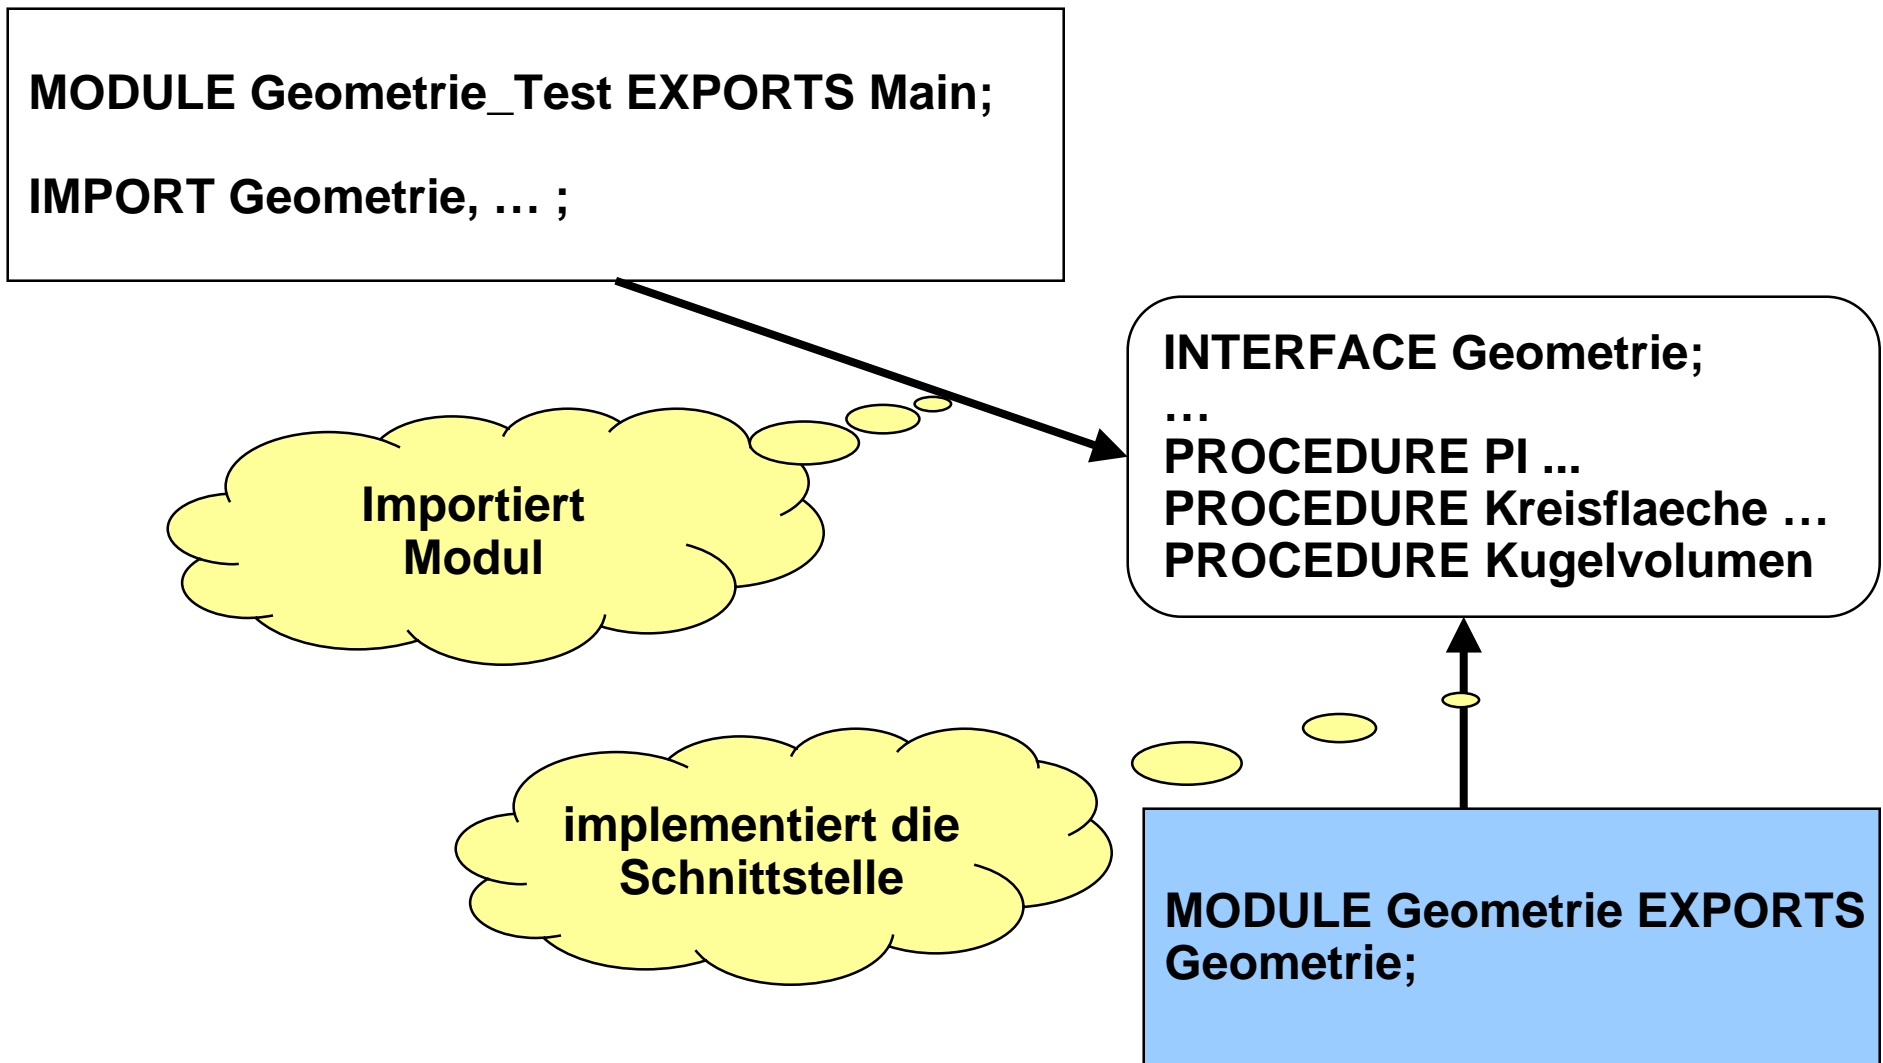 MODULE Geometrie_Test EXPORTS Main;
IMPORT Geometrie, … ;
INTERFACE Geometrie;
…
PROCEDURE PI ...
PROCEDURE Kreisflaeche …
PROCEDURE Kugelvolumen
Importiert
Modul
implementiert die
Schnittstelle
MODULE Geometrie EXPORTS
Geometrie;